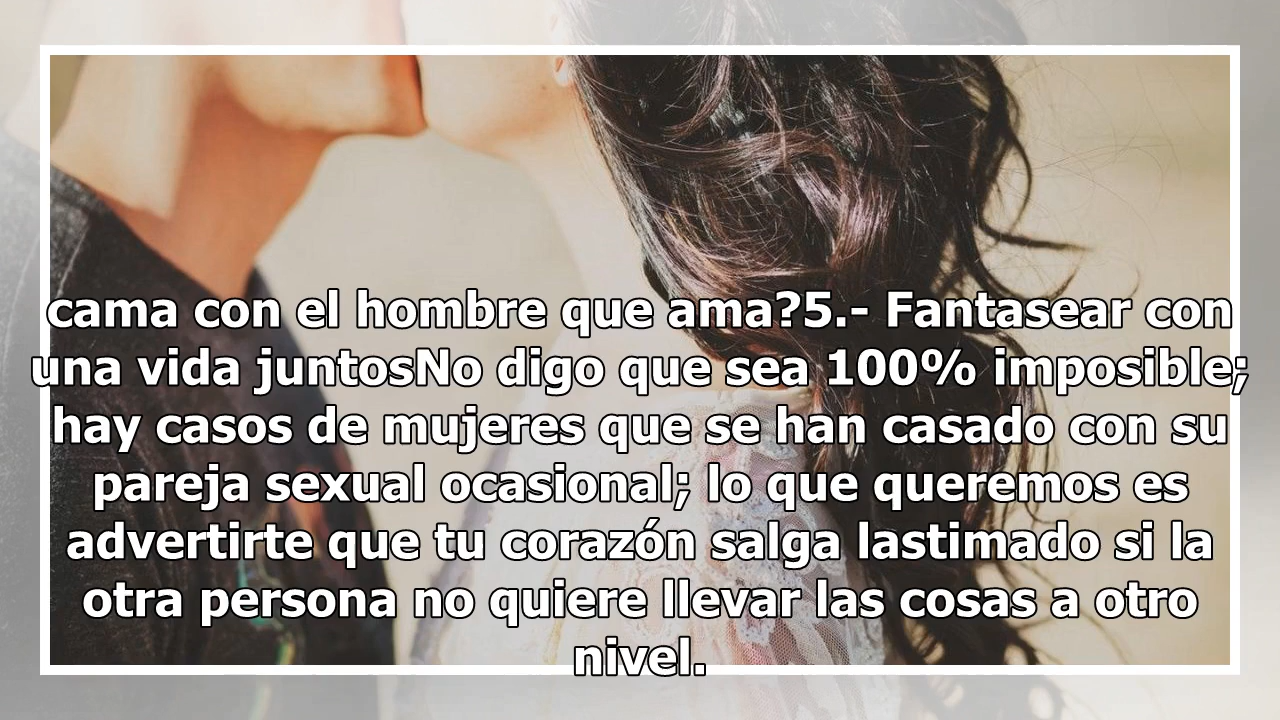 cama con el hombre que ama?5.- Fantasear con
una vida juntosNo digo que sea 100% imposible;
hay casos de mujeres que se han casado con su
pareja sexual ocasional; lo que queremos es
advertirte que tu corazón salga lastimado si la
otra persona no quiere llevar las cosas a otro
nivel.